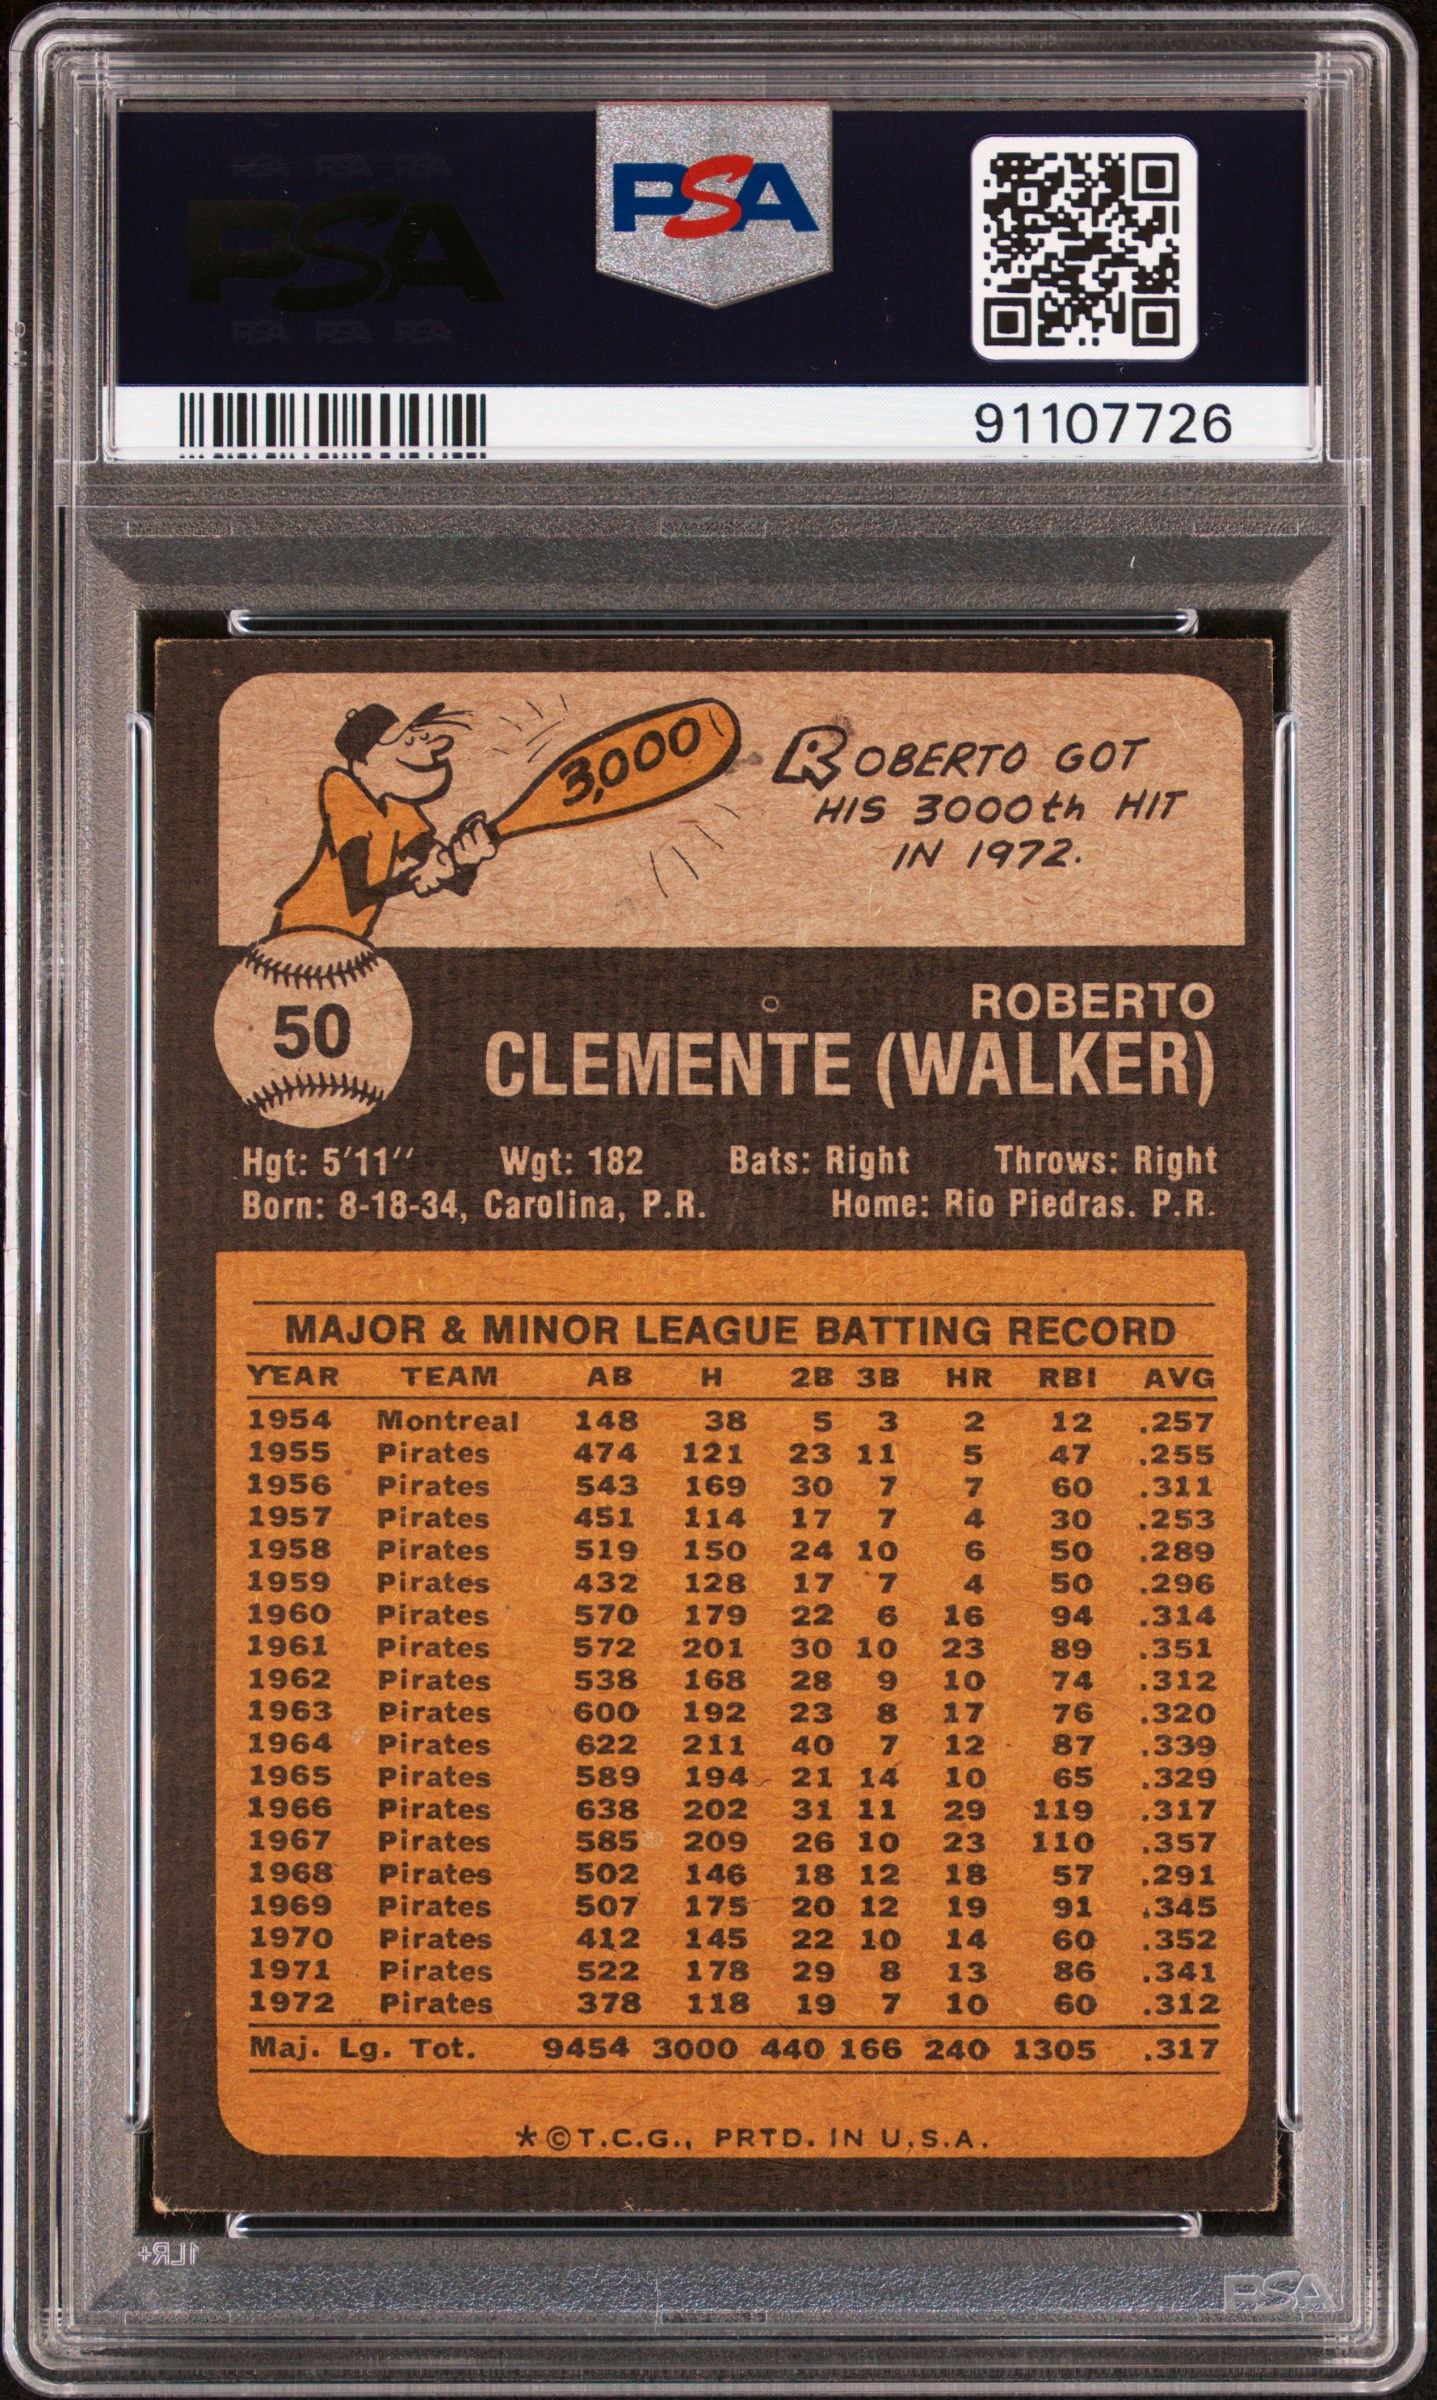 PSA PSA PSA
PSA
PSA PSA PSA
PSA
91107726
3,000
ROBERTO GOT
HIS 3000th HIT
IN 1972.
50
ROBERTO
CLEMENTE (WALKER)
Hgt: 5'11'' Wgt: 182 Bats: Right Throws: Right
Born: 8-18-34, Carolina, P.R. Home: Rio Piedras. P.R.
MAJOR & MINOR LEAGUE BATTING RECORD
YEAR TEAM AB H 2B 3B HR RBI AVG
1954 Montreal 148 38 5 3 2 12 .257
1955 Pirates 474 121 23 11 5 47 .255
1956 Pirates 543 169 30 7 7 60 .311
1957 Pirates 451 114 17 7 4 30 .253
1958 Pirates 519 150 24 10 6 50 .289
1959 Pirates 432 128 17 7 4 50 .296
1960 Pirates 570 179 22 6 16 94 .314
1961 Pirates 572 201 30 10 23 89 .351
1962 Pirates 538 168 28 9 10 74 .312
1963 Pirates 600 192 23 8 17 76 .320
1964 Pirates 622 211 40 7 12 87 .339
1965 Pirates 589 194 21 14 10 65 .329
1966 Pirates 638 202 31 11 29 119 .317
1967 Pirates 585 209 26 10 23 110 .357
1968 Pirates 502 146 18 12 18 57 .291
1969 Pirates 507 175 20 12 19 91 .345
1970 Pirates 412 145 22 10 14 60 .352
1971 Pirates 522 178 29 8 13 86 .341
1972 Pirates 378 118 19 7 10 60 .312
Maj. Lg. Tot. 9454 3000 440 166 240 1305 .317
*©T.C.G., PRTD. IN U.S.A.
1LR+
PSA